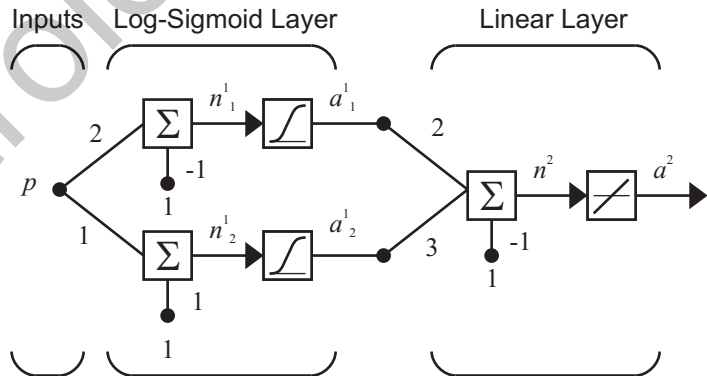 Inputs Log-Sigmoid Layer Linear Layer
n¹₁ a¹₁
2 Σ 2
-1 n² a²
p 1 Σ
1 n¹₂ a¹₂ 3 -1
Σ 1
1
1